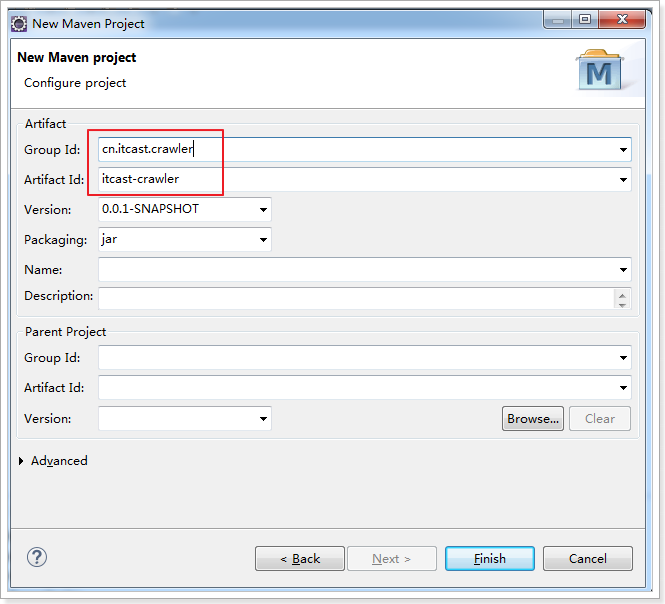 New Maven Project
New Maven project
Configure project
M
Artifact
Group Id: cn.itcast.crawler
Artifact Id: itcast-crawler
Version: 0.0.1-SNAPSHOT
Packaging: jar
Name:
Description:
Parent Project
Group Id:
Artifact Id:
Version: Browse... Clear
Advanced
? < Back Next > Finish Cancel